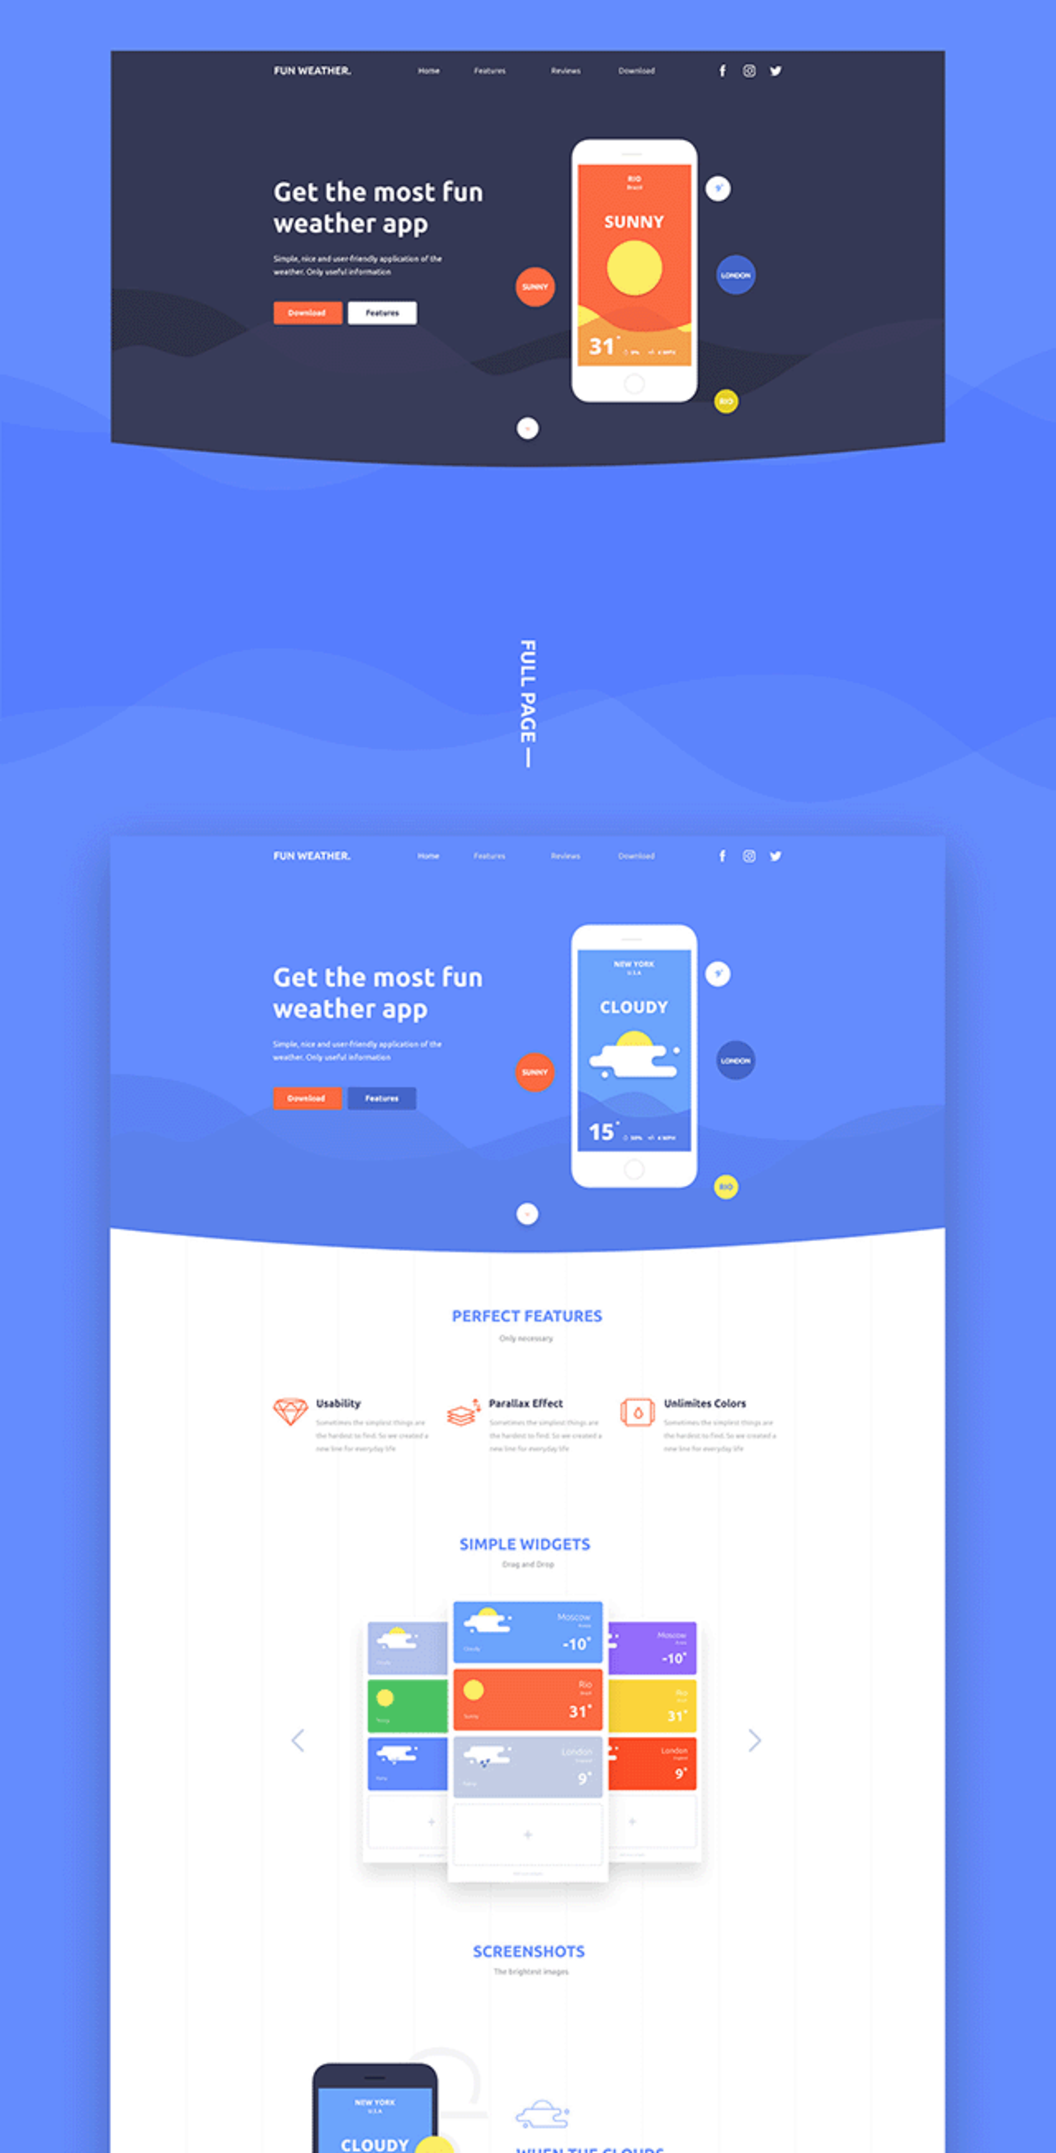 FUN WEATHER.
Home Features Reviews Download
Get the most fun
weather app
Simple, nice and user-friendly application of the
weather. Only useful information
Download Features
RIO
Brazil
SUNNY
31°
9°
SUNNY
LONDON
RIO
FULL PAGE —
FUN WEATHER.
Home Features Reviews Download
Get the most fun
weather app
Simple, nice and user-friendly application of the
weather. Only useful information
Download Features
NEW YORK
U.S.A
CLOUDY
15°
50% 4 MPH
9°
SUNNY
LONDON
RIO
PERFECT FEATURES
Only necessary
Usability
Sometimes the simplest things are
the hardest to find. So we created a
new line for everyday life
Parallax Effect
Sometimes the simplest things are
the hardest to find. So we created a
new line for everyday life
Unlimites Colors
Sometimes the simplest things are
the hardest to find. So we created a
new line for everyday life
SIMPLE WIDGETS
Drag and Drop
Moscow
-10°
Cloudy
Rio
Brazil
31°
Sunny
London
9°
Moscow
-10°
Rio
31°
London
9°
SCREENSHOTS
The brightest images
NEW YORK
U.S.A
CLOUDY
WHEN THE CLOUDS